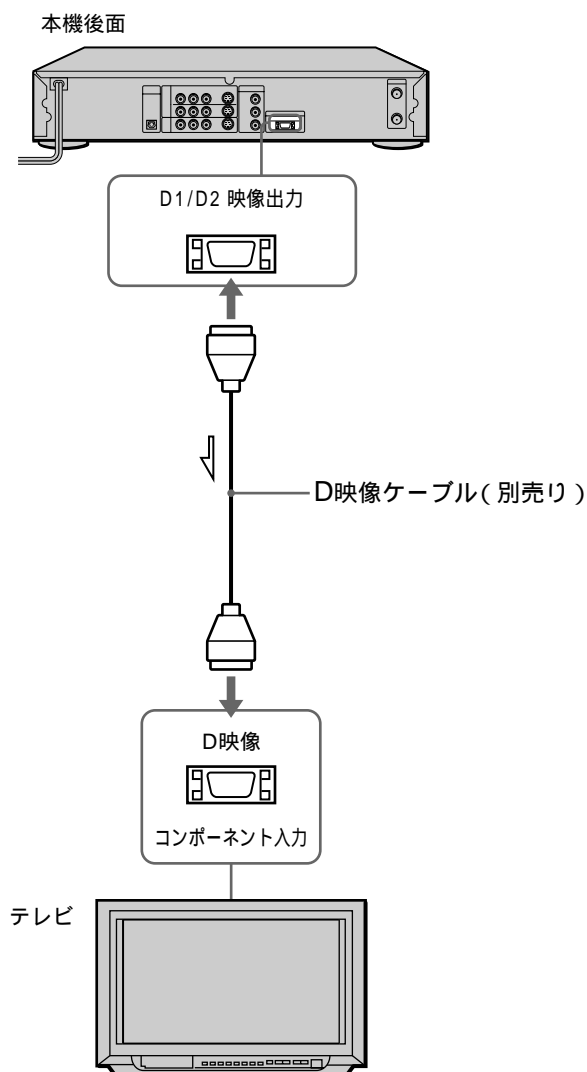 本機後面
D1/D2 映像出力
D映像ケーブル(別売り)
D映像
コンポーネント入力
テレビ